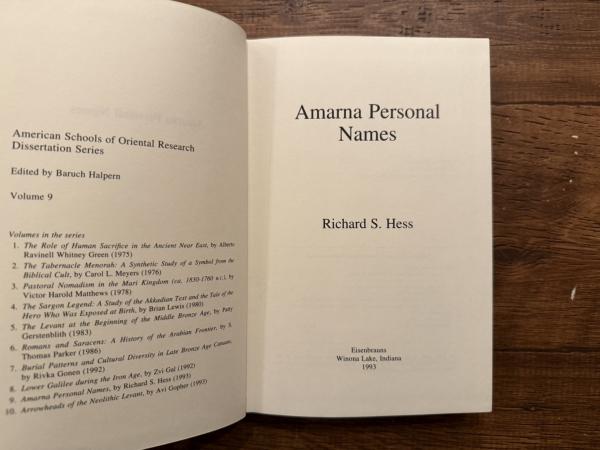 American Schools of Oriental Research
Dissertation Series
Edited by Baruch Halpern
Volume 9
Volumes in the series
1. The Role of Human Sacrifice in the Ancient Near East, by Alberto
Ravinell Whitney Green (1975)
2. The Tabernacle Menorah: A Synthetic Study of a Symbol from the
Biblical Cult, by Carol L. Meyers (1976)
3. Pastoral Nomadism in the Mari Kingdom (ca. 1830-1760 B.C.), by
Victor Harold Matthews (1978)
4. The Sargon Legend: A Study of the Akkadian Text and the Tale of the
Hero Who Was Exposed at Birth, by Brian Lewis (1980)
5. The Levant at the Beginning of the Middle Bronze Age, by Patty
Gerstenblith (1983)
6. Romans and Saracens: A History of the Arabian Frontier, by S.
Thomas Parker (1986)
7. Burial Patterns and Cultural Diversity in Late Bronze Age Canaan,
by Rivka Gonen (1992)
8. Lower Galilee during the Iron Age, by Zvi Gal (1992)
9. Amarna Personal Names, by Richard S. Hess (1993)
10. Arrowheads of the Neolithic Levant, by Avi Gopher (1993)
Amarna Personal
Names
Richard S. Hess
Eisenbrauns
Winona Lake, Indiana
1993